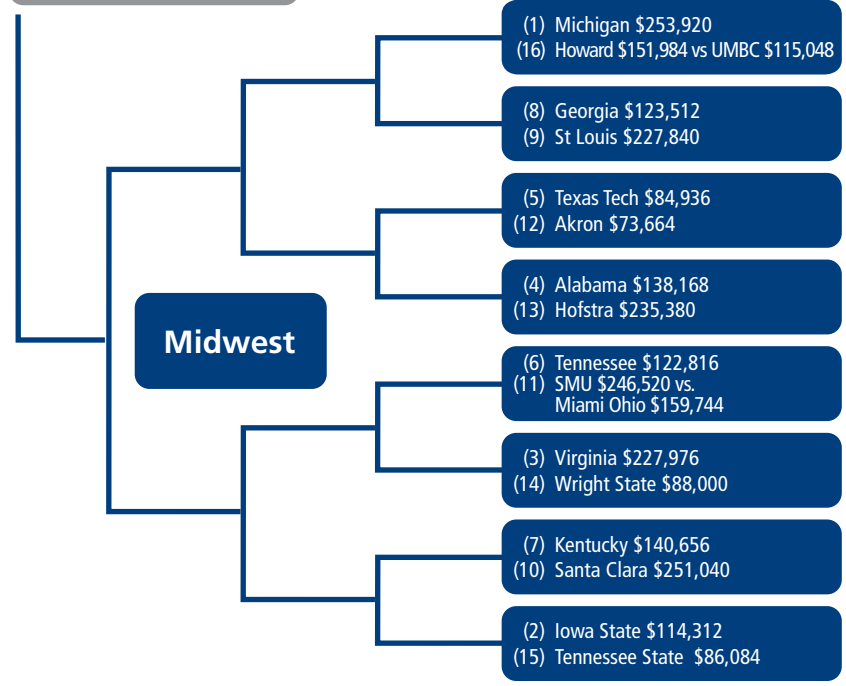 (1) Michigan $253,920
(16) Howard $151,984 vs UMBC $115,048
(8) Georgia $123,512
(9) St Louis $227,840
(5) Texas Tech $84,936
(12) Akron $73,664
(4) Alabama $138,168
(13) Hofstra $235,380
Midwest
(6) Tennessee $122,816
(11) SMU $246,520 vs.
Miami Ohio $159,744
(3) Virginia $227,976
(14) Wright State $88,000
(7) Kentucky $140,656
(10) Santa Clara $251,040
(2) Iowa State $114,312
(15) Tennessee State $86,084